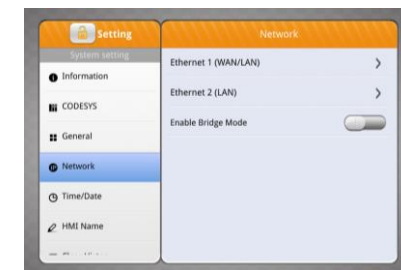 Setting
System setting
Information
CODESYS
General
Network
Time/Date
HMI Name
Network
Ethernet 1 (WAN/LAN)
Ethernet 2 (LAN)
Enable Bridge Mode